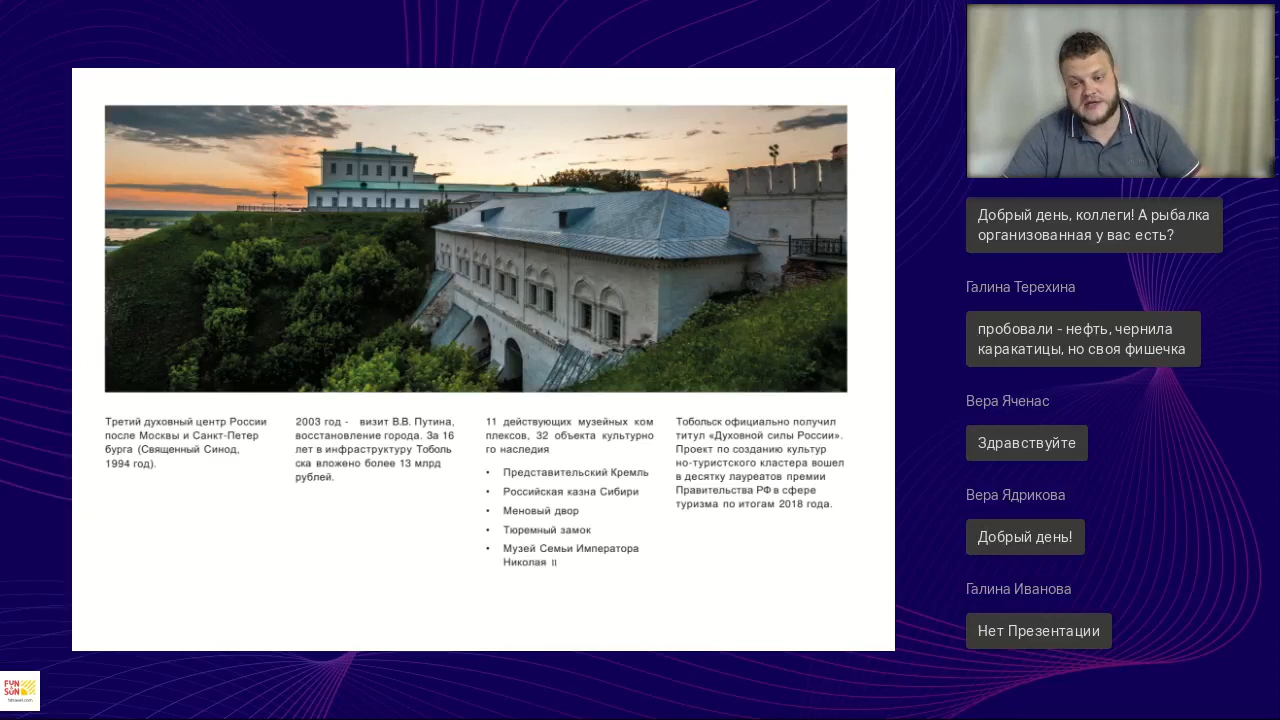 Третий духовный центр России
после Москвы и Санкт-Петер
бурга (Священный Синод,
1994 год).
2003 год - визит В.В. Путина,
восстановление города. За 16
лет в инфраструктуру Тоболь
ска вложено более 13 млрд
рублей.
11 действующих музейных ком
плексов, 32 объекта культурно
го наследия
• Представительский Кремль
• Российская казна Сибири
• Меновый двор
• Тюремный замок
• Музей Семьи Императора
Николая II
Тобольск официально получил
титул «Духовной силы России».
Проект по созданию культур
но-туристского кластера вошел
в десятку лауреатов премии
Правительства РФ в сфере
туризма по итогам 2018 года.
Добрый день, коллеги! А рыбалка
организованная у вас есть?
Галина Терехина
пробовали - нефть, чернила
каракатицы, но своя фишечка
Вера Яченас
Здравствуйте
Вера Ядрикова
Добрый день!
Галина Иванова
Нет Презентации
FUN
SUN